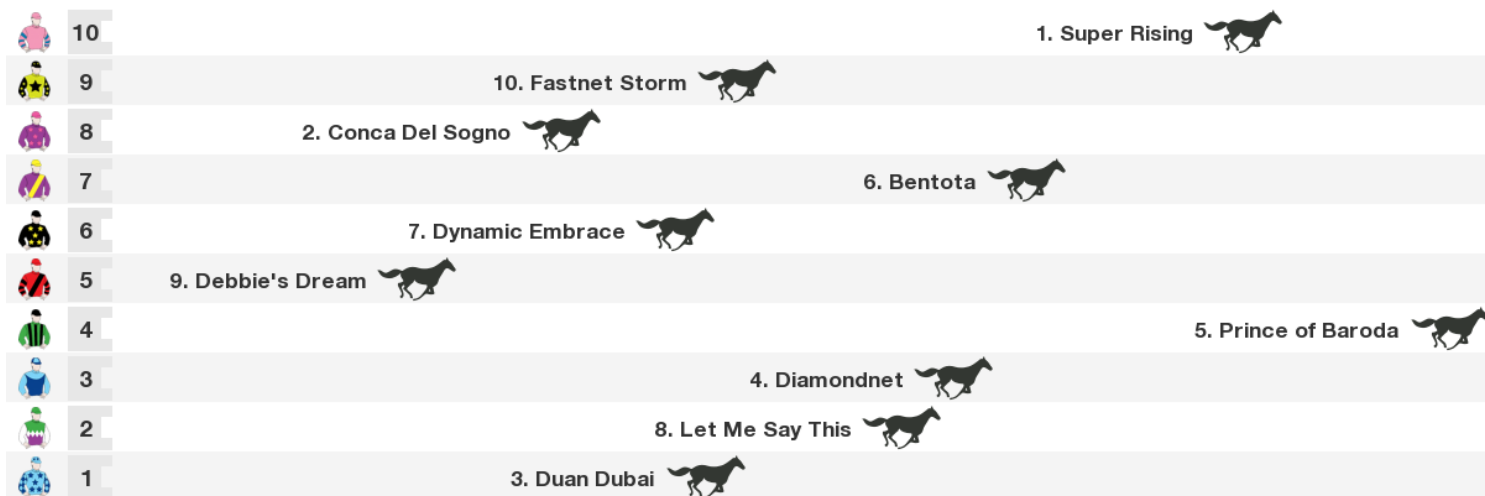 10 1. Super Rising
9 10. Fastnet Storm
8 2. Conca Del Sogno
7 6. Bentota
6 7. Dynamic Embrace
5 9. Debbie's Dream
4 5. Prince of Baroda
3 4. Diamondnet
2 8. Let Me Say This
1 3. Duan Dubai